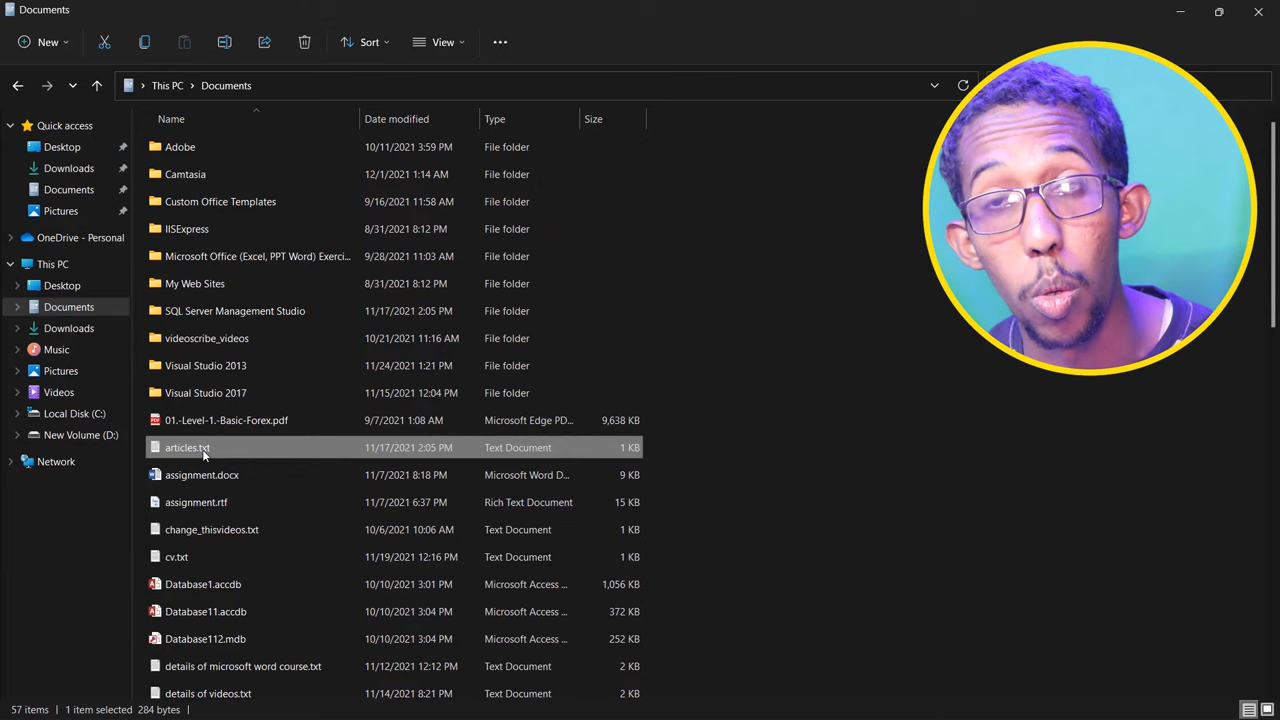 Documents
New Sort View
This PC Documents
Name Date modified Type Size
Quick access
Desktop
Downloads
Documents
Pictures
OneDrive - Personal
This PC
Desktop
Documents
Downloads
Music
Pictures
Videos
Local Disk (C:)
New Volume (D:)
Network
Adobe 10/11/2021 3:59 PM File folder
Camtasia 12/1/2021 1:14 AM File folder
Custom Office Templates 9/16/2021 11:58 AM File folder
IISExpress 8/31/2021 8:12 PM File folder
Microsoft Office (Excel, PPT Word) Exerci... 9/28/2021 11:03 AM File folder
My Web Sites 8/31/2021 8:12 PM File folder
SQL Server Management Studio 11/17/2021 2:05 PM File folder
videoscribe_videos 10/21/2021 11:16 AM File folder
Visual Studio 2013 11/24/2021 1:21 PM File folder
Visual Studio 2017 11/15/2021 12:04 PM File folder
01.-Level-1.-Basic-Forex.pdf 9/7/2021 1:08 AM Microsoft Edge PD... 9,638 KB
articles.txt 11/17/2021 2:05 PM Text Document 1 KB
assignment.docx 11/7/2021 8:18 PM Microsoft Word D... 9 KB
assignment.rtf 11/7/2021 6:37 PM Rich Text Document 15 KB
change_thisvideos.txt 10/6/2021 10:06 AM Text Document 1 KB
cv.txt 11/19/2021 12:16 PM Text Document 1 KB
Database1.accdb 10/10/2021 3:01 PM Microsoft Access ... 1,056 KB
Database11.accdb 10/10/2021 3:04 PM Microsoft Access ... 372 KB
Database112.mdb 10/10/2021 3:04 PM Microsoft Access ... 252 KB
details of microsoft word course.txt 11/12/2021 12:12 PM Text Document 2 KB
details of videos.txt 11/14/2021 8:21 PM Text Document 2 KB
57 items 1 item selected 284 bytes